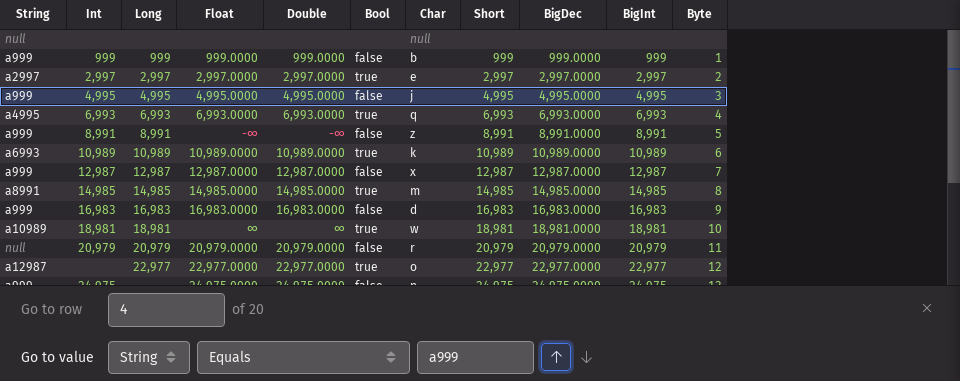 String Int Long Float Double Bool Char Short BigDec BigInt Byte
null null
a999 999 999 999.0000 999.0000 false b 999 999.0000 999 1
a2997 2,997 2,997 2,997.0000 2,997.0000 true e 2,997 2,997.0000 2,997 2
a999 4,995 4,995 4,995.0000 4,995.0000 false j 4,995 4,995.0000 4,995 3
a4995 6,993 6,993 6,993.0000 6,993.0000 true q 6,993 6,993.0000 6,993 4
a999 8,991 8,991 -∞ -∞ false z 8,991 8,991.0000 8,991 5
a6993 10,989 10,989 10,989.0000 10,989.0000 true k 10,989 10,989.0000 10,989 6
a999 12,987 12,987 12,987.0000 12,987.0000 false x 12,987 12,987.0000 12,987 7
a8991 14,985 14,985 14,985.0000 14,985.0000 true m 14,985 14,985.0000 14,985 8
a999 16,983 16,983 16,983.0000 16,983.0000 false d 16,983 16,983.0000 16,983 9
a10989 18,981 18,981 ∞ ∞ true w 18,981 18,981.0000 18,981 10
null 20,979 20,979 20,979.0000 20,979.0000 false r 20,979 20,979.0000 20,979 11
a12987 22,977 22,977.0000 22,977.0000 true o 22,977 22,977.0000 22,977 12
Go to row 4 of 20
Go to value String Equals a999